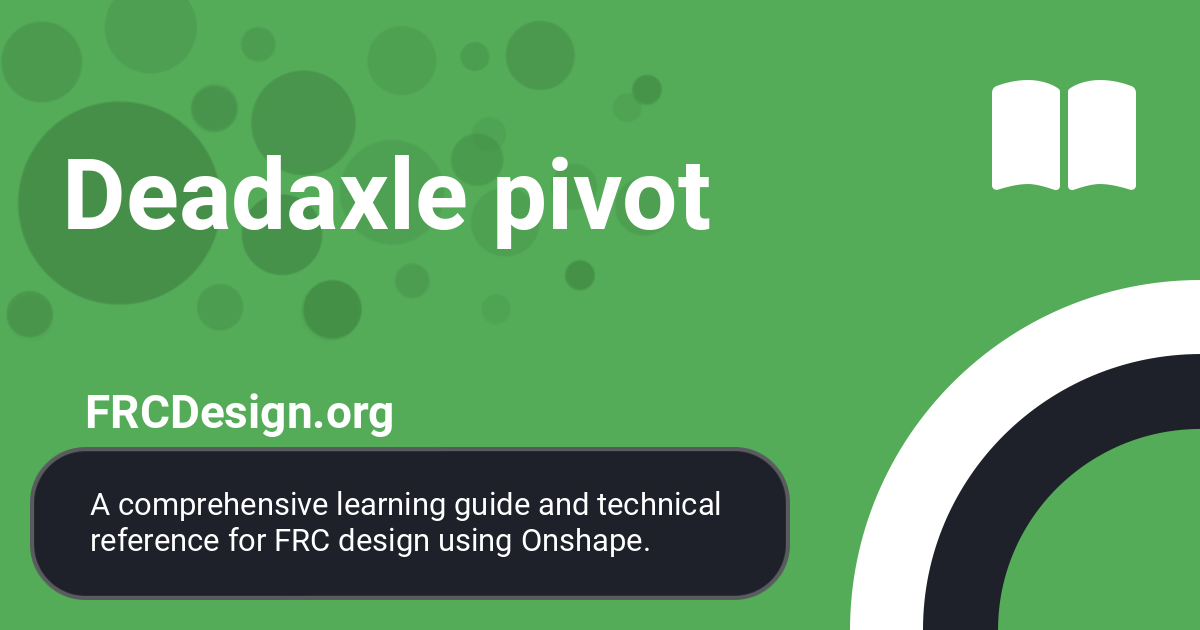 Deadaxle pivot
FRCDesign.org
A comprehensive learning guide and technical
reference for FRC design using Onshape.